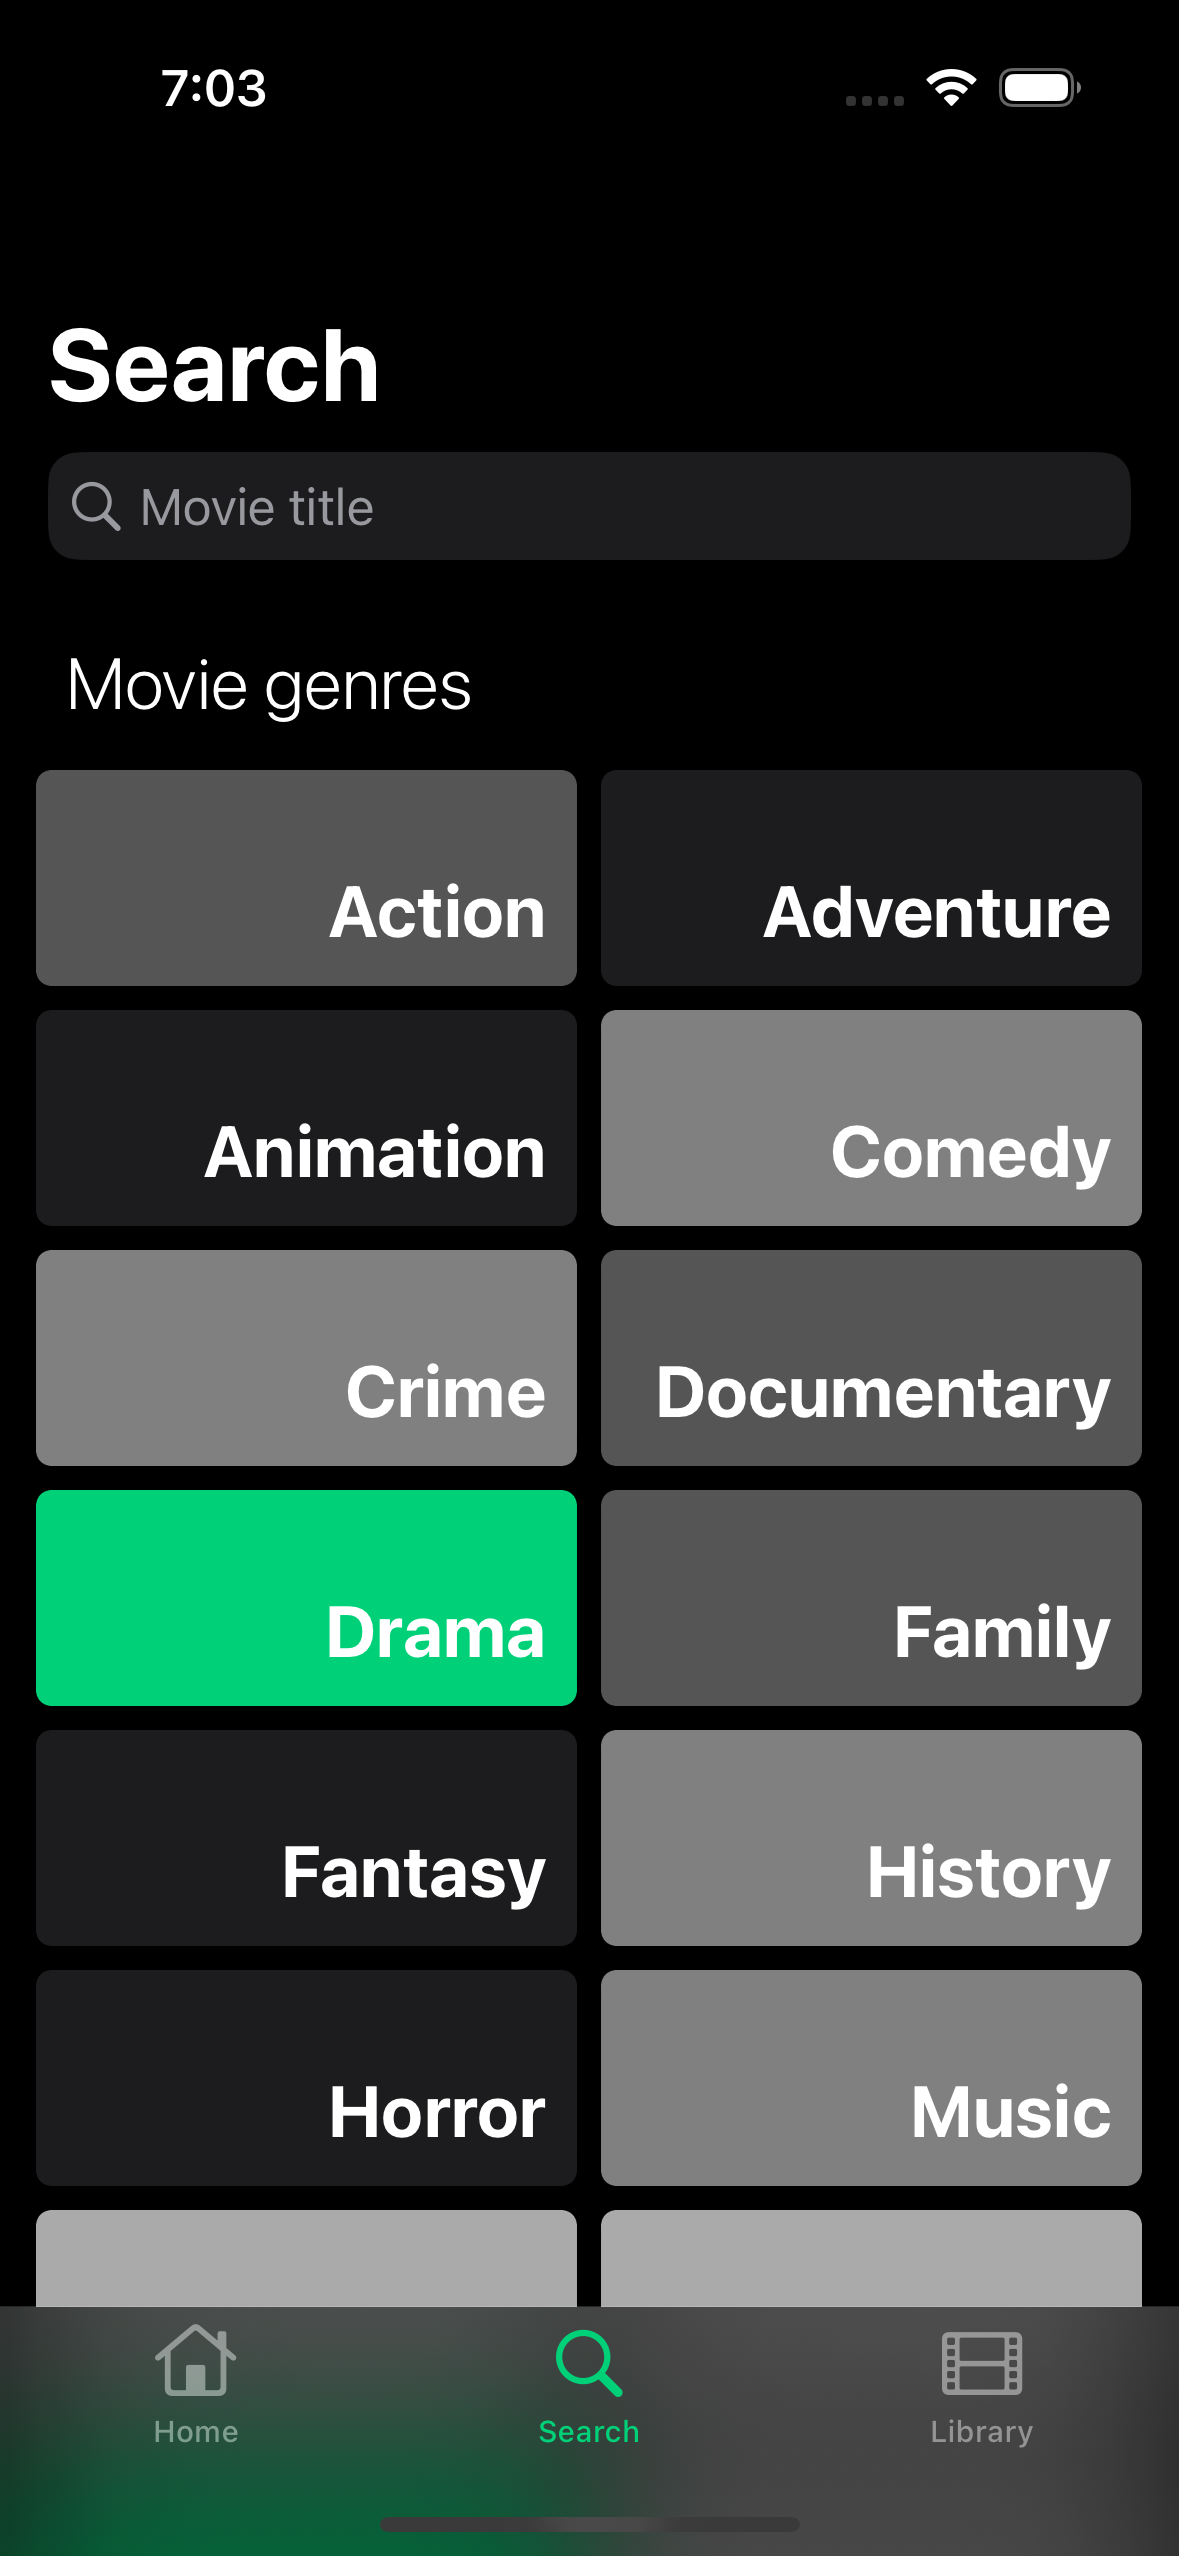 7:03
Search
Movie title
Movie genres
Action
Adventure
Animation
Comedy
Crime
Documentary
Drama
Family
Fantasy
History
Horror
Music
Home
Search
Library